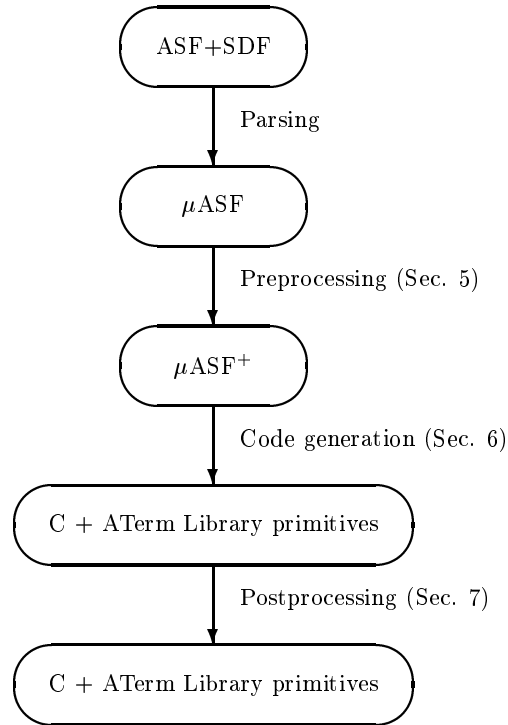 ASF+SDF
Parsing
μASF
Preprocessing (Sec. 5)
μASF⁺
Code generation (Sec. 6)
C + ATerm Library primitives
Postprocessing (Sec. 7)
C + ATerm Library primitives